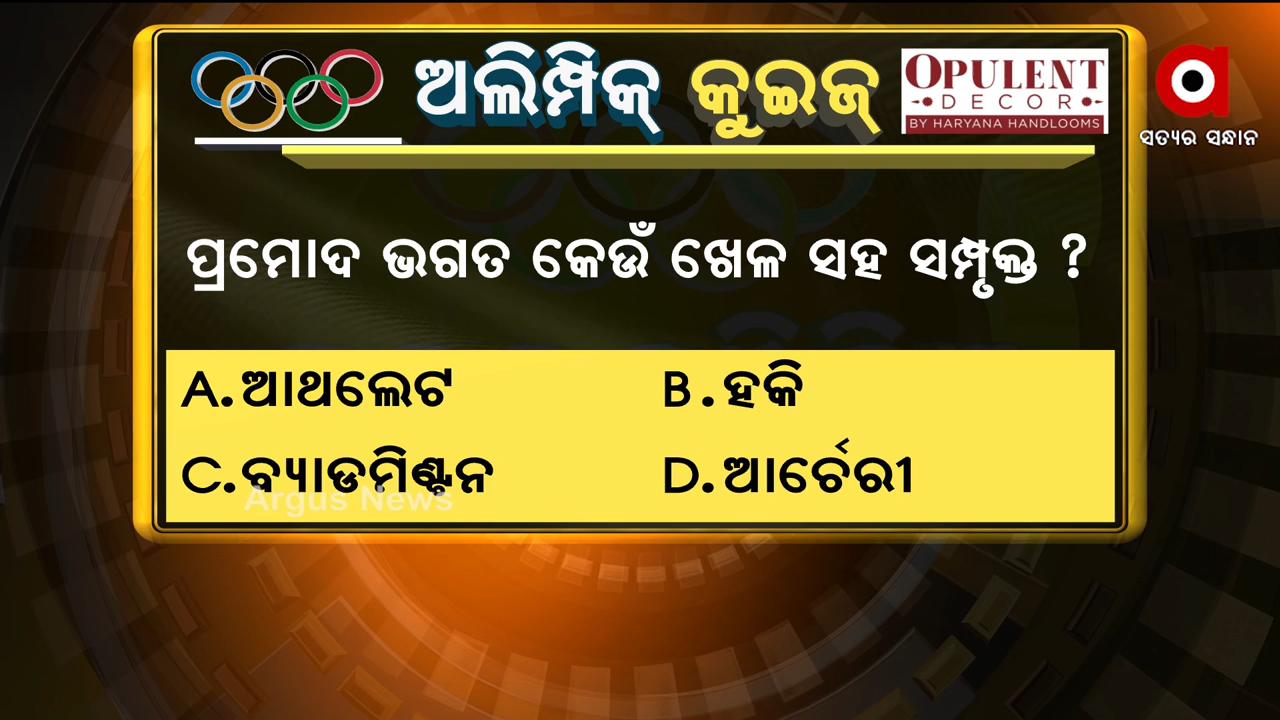 ଅଲିମ୍ପିକ୍ କୁଇଜ୍
OPULENT
DECOR
BY HARYANA HANDLOOMS
a
ସତ୍ୟର ସନ୍ଧାନ
ପ୍ରମୋଦ ଭଗତ କେଉଁ ଖେଳ ସହ ସମ୍ପୃକ୍ତ ?
A. ଆଥଲେଟ
B. ହକି
C. ବ୍ୟାଡମିଣ୍ଟନ
D. ଆର୍ଚେରୀ
Argus News